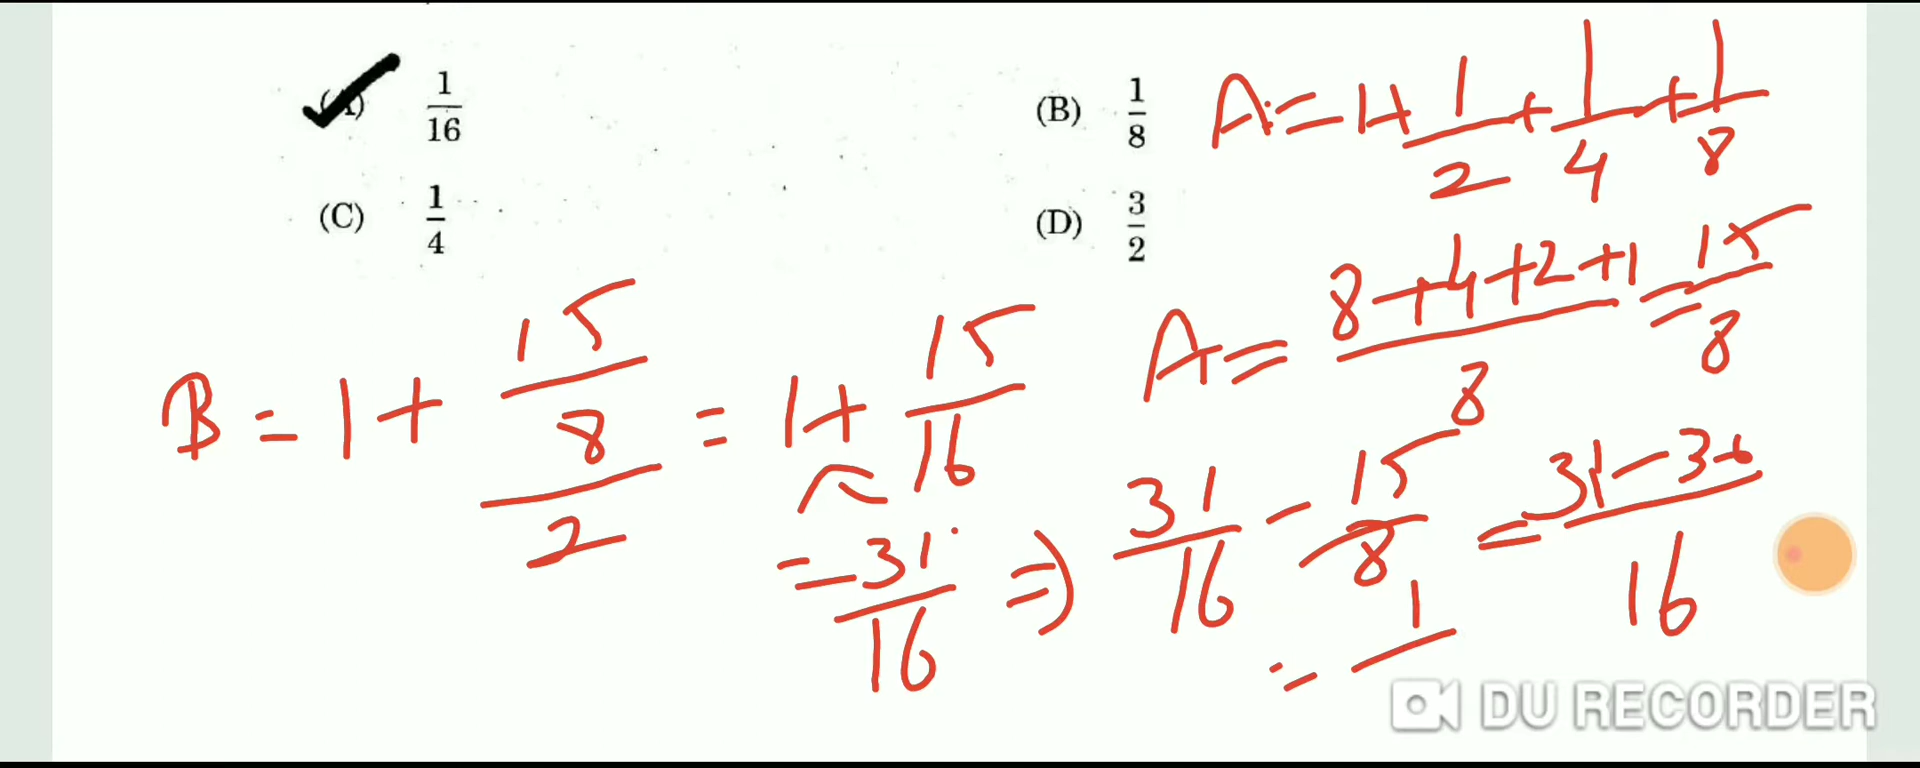 (A) 1/16 (B) 1/8
(C) 1/4 (D) 3/2
A = 1 + 1/2 + 1/4 + 1/8
A = (8+4+2+1)/8 = 15/8
B = 1 + (15/8)/2 = 1 + 15/16
= 31/16 ⇒ 31/16 - 15/8 = (31-30)/16
= 1/
DU RECORDER